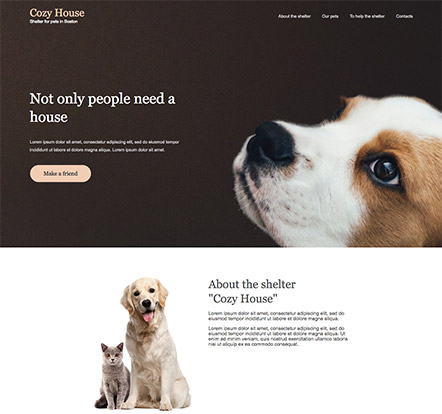 Cozy House
Shelter for pets in Boston
About the shelter
Our pets
To help the shelter
Contacts
Not only people need a
house
Lorem ipsum dolor sit amet, consectetur adipiscing elit, sed do eiusmod tempor
incididunt ut labore et dolore magna aliqua. Lorem ipsum dolor sit amet.
Make a friend
About the shelter
"Cozy House"
Lorem ipsum dolor sit amet, consectetur adipiscing elit, sed do eiusmod
tempor incididunt ut labore et dolore magna aliqua.
Lorem ipsum dolor sit amet, consectetur adipiscing elit, sed do eiusmod
tempor incididunt ut labore et dolore magna aliqua. Ut enim
ad minim veniam, quis nostrud exercitation ullamco laboris nisi ut
aliquip ex ea commodo consequat.